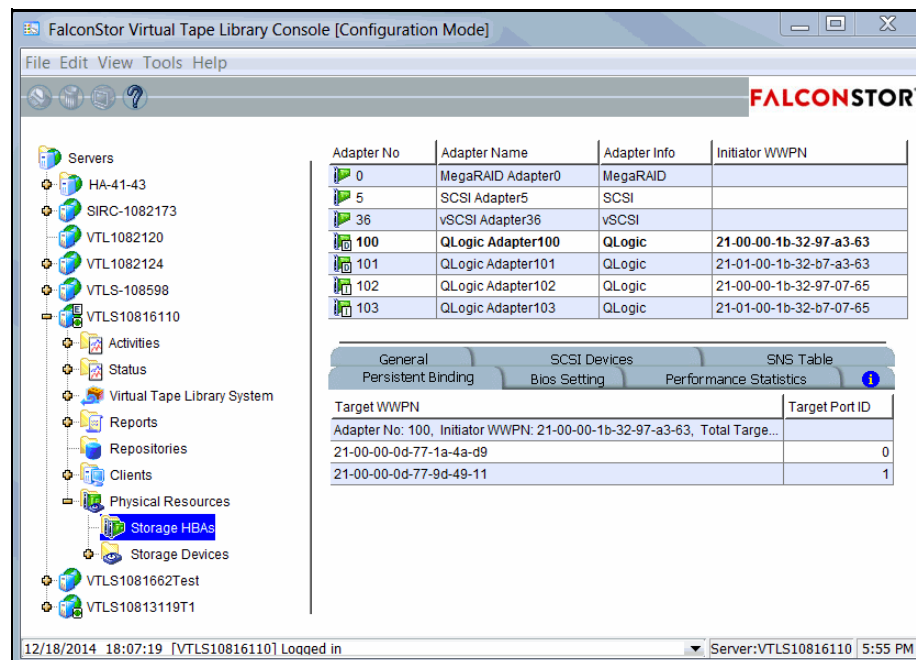 FalconStor Virtual Tape Library Console [Configuration Mode]
File Edit View Tools Help
FALCONSTOR
Servers
HA-41-43
SIRC-1082173
VTL1082120
VTL1082124
VTLS-108598
VTLS10816110
Activities
Status
Virtual Tape Library System
Reports
Repositories
Clients
Physical Resources
Storage HBAs
Storage Devices
VTLS1081662Test
VTLS10813119T1
Adapter No Adapter Name Adapter Info Initiator WWPN
0 MegaRAID Adapter0 MegaRAID
5 SCSI Adapter5 SCSI
36 vSCSI Adapter36 vSCSI
100 QLogic Adapter100 QLogic 21-00-00-1b-32-97-a3-63
101 QLogic Adapter101 QLogic 21-01-00-1b-32-b7-a3-63
102 QLogic Adapter102 QLogic 21-00-00-1b-32-97-07-65
103 QLogic Adapter103 QLogic 21-01-00-1b-32-b7-07-65
General SCSI Devices SNS Table
Persistent Binding Bios Setting Performance Statistics
Target WWPN Target Port ID
Adapter No: 100, Initiator WWPN: 21-00-00-1b-32-97-a3-63, Total Targe...
21-00-00-0d-77-1a-4a-d9 0
21-00-00-0d-77-9d-49-11 1
12/18/2014 18:07:19 [VTLS10816110] Logged in Server:VTLS10816110 5:55 PM